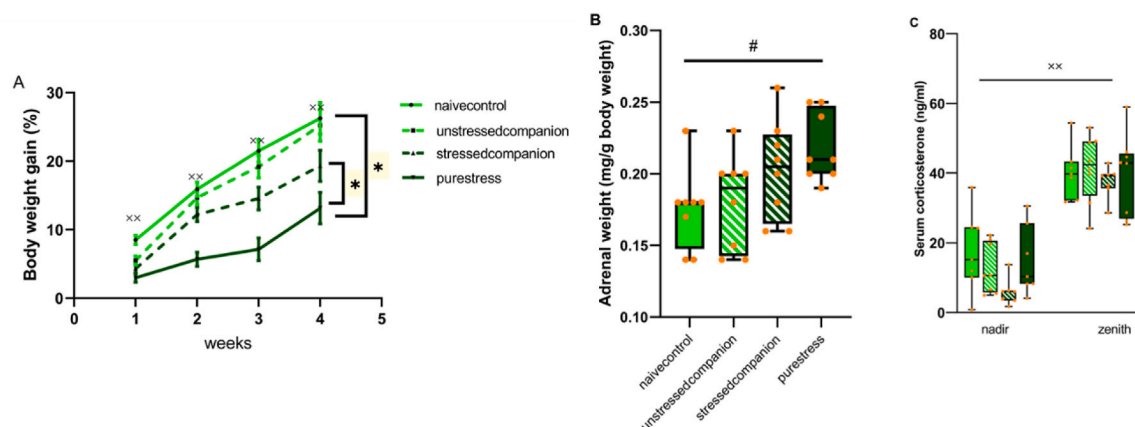 A
Body weight gain (%)
30
20
10
0
0
1
2
3
4
5
weeks
××
××
××
××
*
*
naivecontrol
unstressedcompanion
stressedcompanion
purestress
B
Adrenal weight (mg/g body weight)
0.30
0.25
0.20
0.15
0.10
#
naivecontrol
unstressedcompanion
stressedcompanion
purestress
C
Serum corticosterone (ng/ml)
80
60
40
20
0
××
nadir
zenith